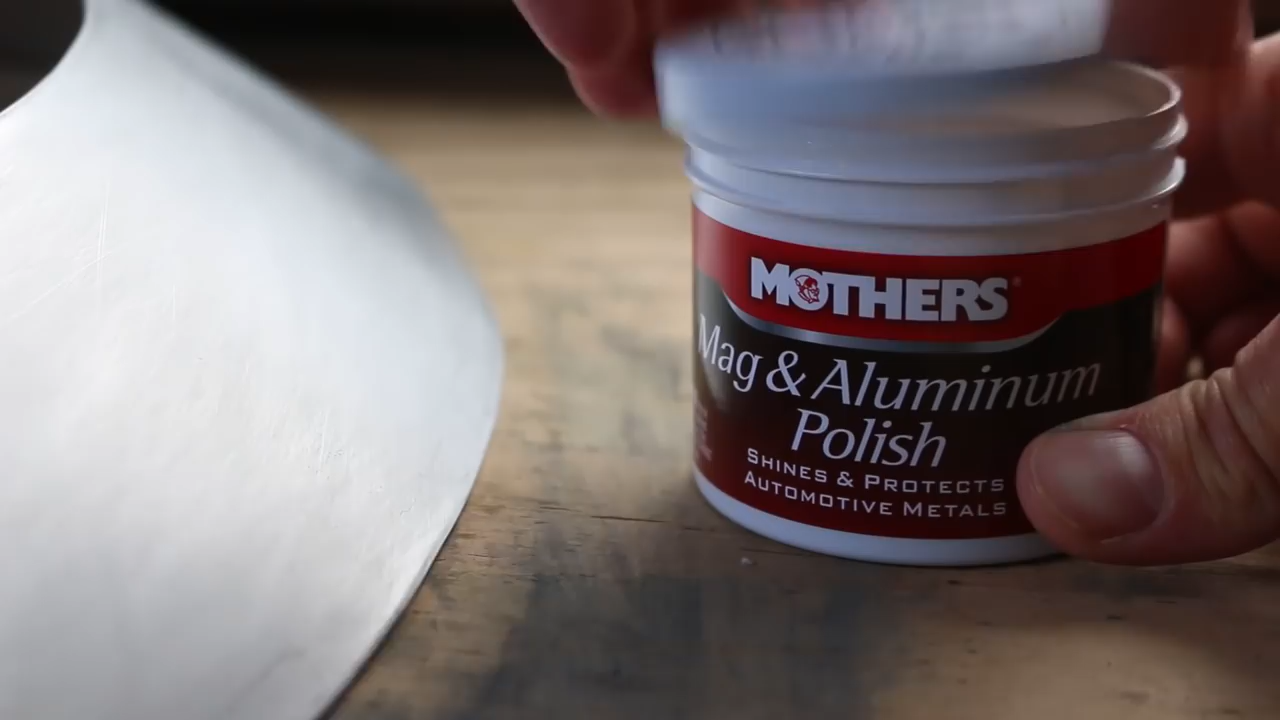 MOTHERS®
Mag & Aluminum
Polish
SHINES & PROTECTS
AUTOMOTIVE METALS